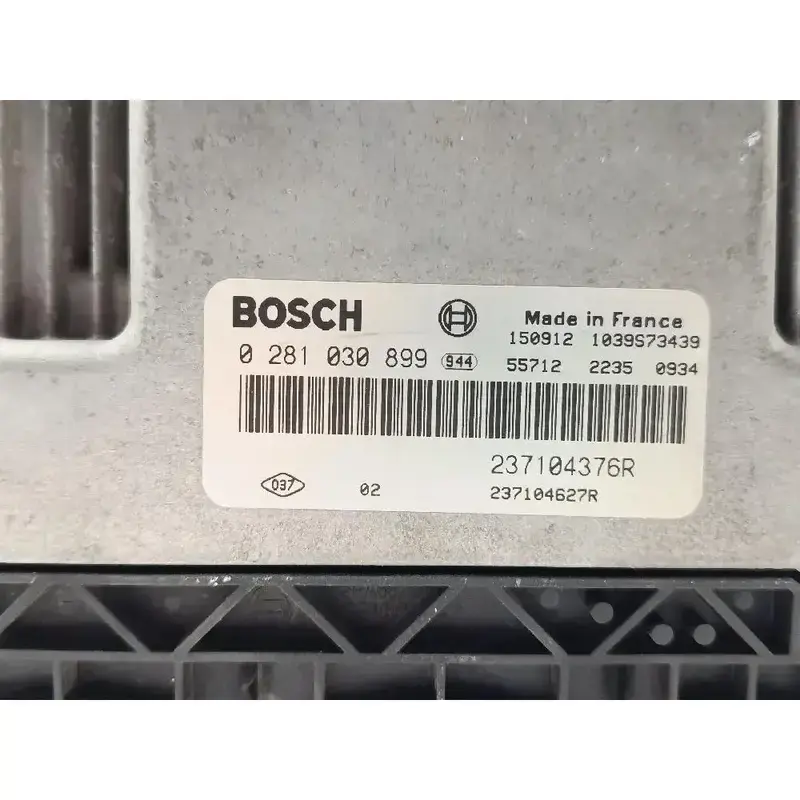 BOSCH
Made in France
150912 1039S73439
0 281 030 899 944 55712 2235 0934
237104376R
037 02 237104627R